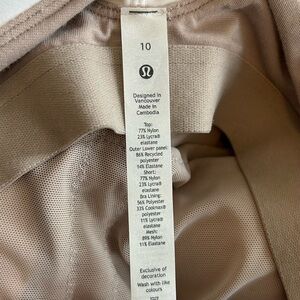 10
Designed in
Vancouver
Made in
Cambodia
Top:
77% Nylon
23% Lycra®
elastane
Outer Lower panel:
86% Recycled
polyester
14% Elastane
Short:
77% Nylon
23% Lycra®
elastane
Bra Lining:
56% Polyester
33% Coolmax®
polyester
11% Lycra®
elastane
Mesh:
89% Nylon
11% Elastane
Exclusive of
decoration
Wash with like
colours